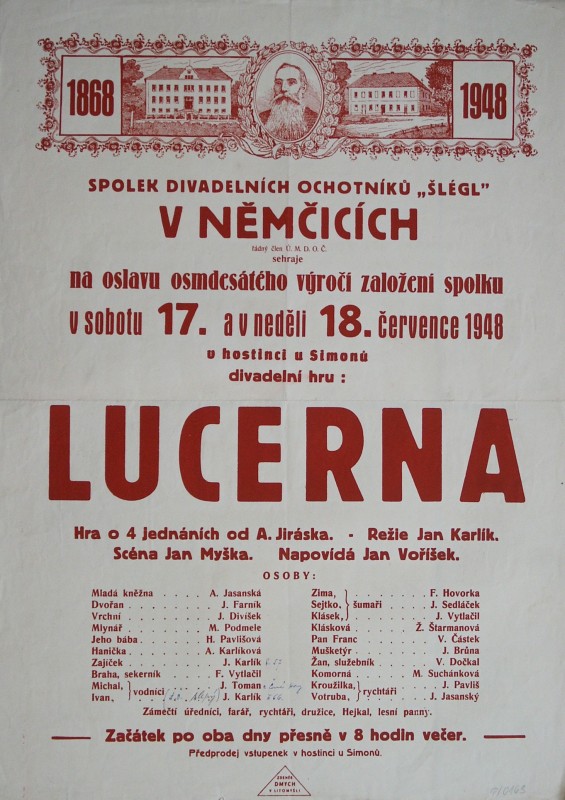 1868
1948
SPOLEK DIVADELNÍCH OCHOTNÍKŮ „ŠLÉGL"
V NĚMČICÍCH
řádný člen Ú. M. D. O. Č.
sehraje
na oslavu osmdesátého výročí založení spolku
v sobotu 17. a v neděli 18. července 1948
v hostinci u Simonů
divadelní hru :
LUCERNA
Hra o 4 jednáních od A. Jiráska. - Režie Jan Karlík.
Scéna Jan Myška. Napovídá Jan Voříšek.
OSOBY:
Mladá kněžna . . . . . A. Jasanská
Dvořan . . . . . . . J. Farník
Vrchní . . . . . . . J. Divíšek
Mlynář . . . . . . M. Podmele
Jeho bába . . . . . H. Pavlišová
Hanička . . . . . A. Karlíková
Zajíček . . . . . . . J. Karlík
Braha, sekerník . . . . F. Vytlačil
Michal, } vodníci J. Toman
Ivan, } J. Karlík
Zima, } . . . . . . . F. Hovorka
Sejtko, } šumaři . . . . J. Sedláček
Klásek, } . . . . . . J. Vytlačil
Klásková . . . . . Ž. Štarmanová
Pan Franc . . . . . V. Částek
Mušketýr . . . . . . J. Brůna
Žan, služebník . . . . V. Dočkal
Komorná . . . . M. Suchánková
Kroužilka, } rychtáři . . . J. Pavliš
Votruba, } . . . J. Jasanský
Zámečtí úředníci, farář, rychtáři, družice, Hejkal, lesní panny.
Začátek po oba dny přesně v 8 hodin večer.
Předprodej vstupenek v hostinci u Simonů.
ZDENEK
DMYCH
V LITOMYŠLI